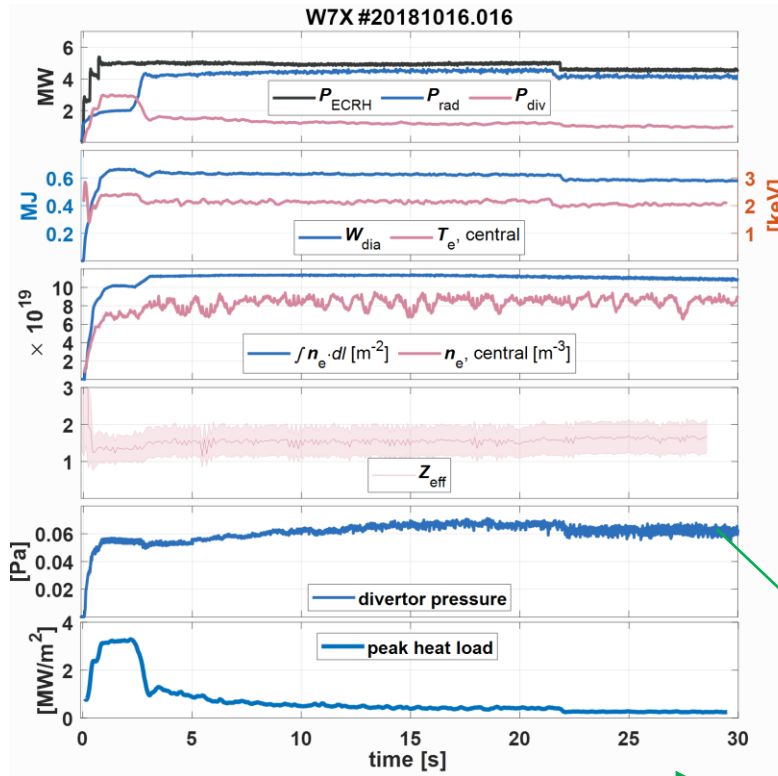 W7X #20181016.016
MW
6
4
2
P_ECRH P_rad P_div
MJ
0.6
0.4
0.2
3
2
1
[keV]
W_dia T_e, central
× 10^19
10
8
6
4
2
∫ n_e·dl [m^-2] n_e, central [m^-3]
3
2
1
Z_eff
[Pa]
0.06
0.04
0.02
divertor pressure
[MW/m^2]
4
2
0
peak heat load
0 5 10 15 20 25 30
time [s]